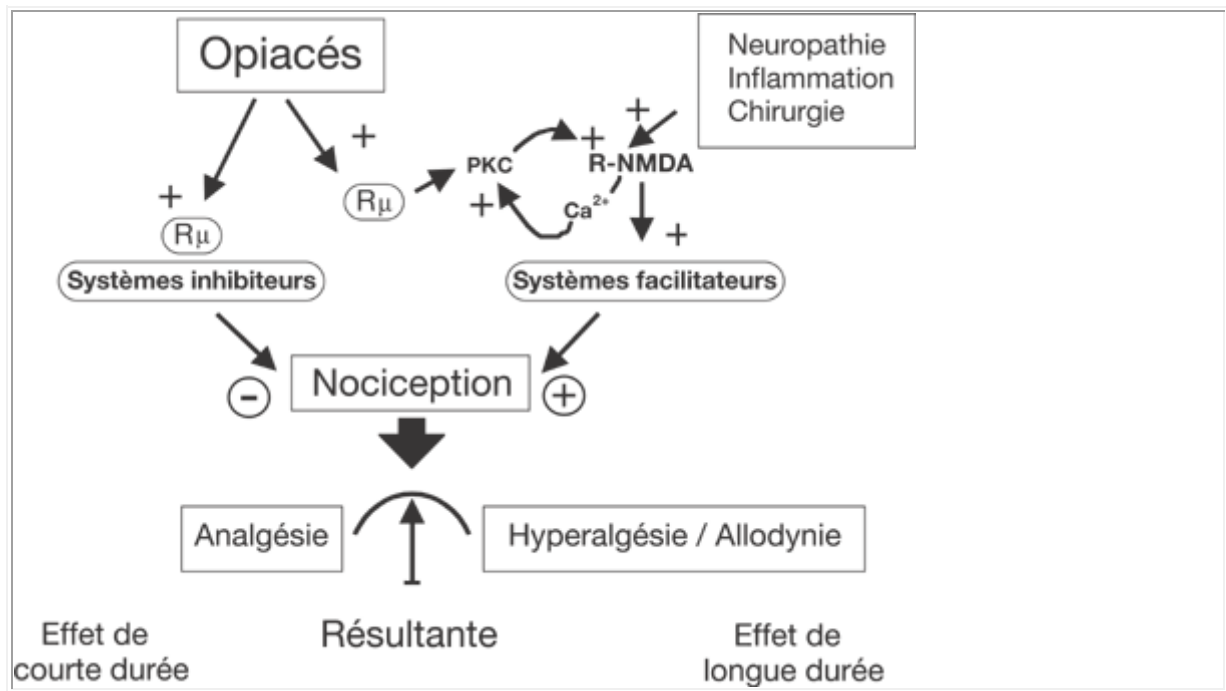 Opiacés
Neuropathie
Inflammation
Chirurgie
+
+
+
PKC
R-NMDA
Rμ
+
Ca²⁺
+
Rμ
+
Systèmes inhibiteurs
Systèmes facilitateurs
-
Nociception
+
Analgésie
Hyperalgésie / Allodynie
Effet de
courte durée
Résultante
Effet de
longue durée